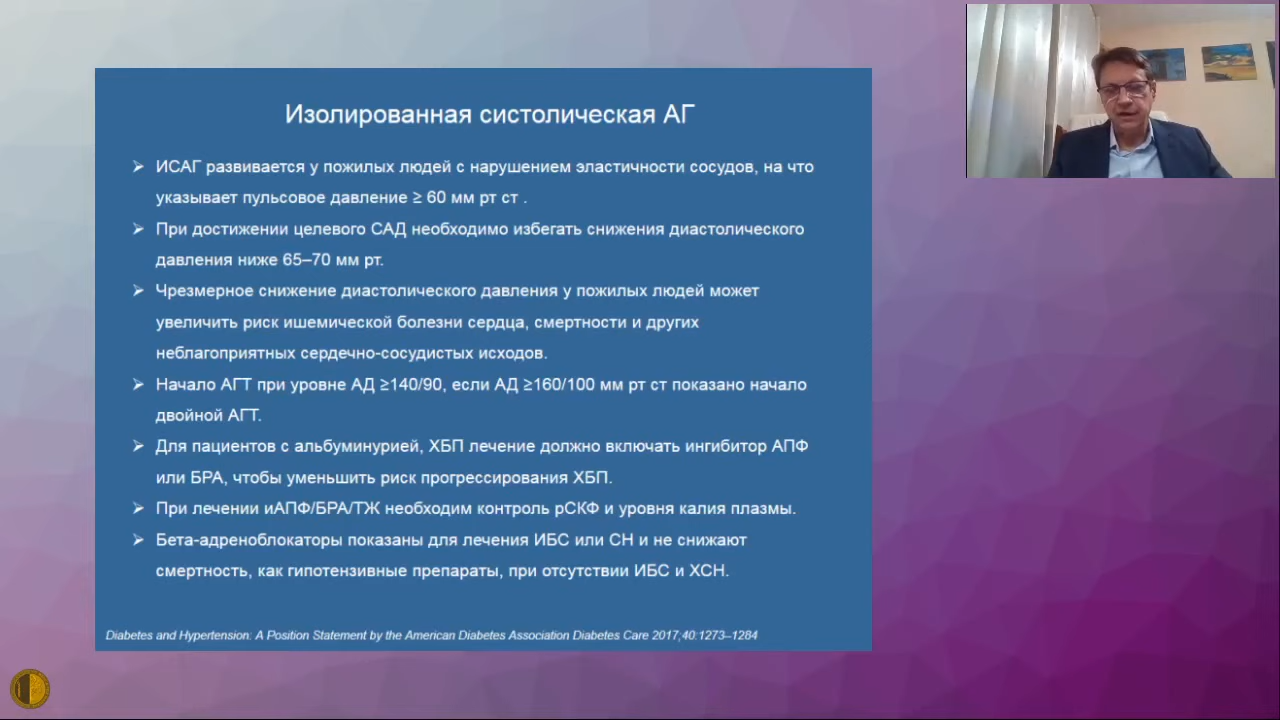 Изолированная систолическая АГ
ИСАГ развивается у пожилых людей с нарушением эластичности сосудов, на что
указывает пульсовое давление ≥ 60 мм рт ст .
При достижении целевого САД необходимо избегать снижения диастолического
давления ниже 65–70 мм рт.
Чрезмерное снижение диастолического давления у пожилых людей может
увеличить риск ишемической болезни сердца, смертности и других
неблагоприятных сердечно-сосудистых исходов.
Начало АГТ при уровне АД ≥140/90, если АД ≥160/100 мм рт ст показано начало
двойной АГТ.
Для пациентов с альбуминурией, ХБП лечение должно включать ингибитор АПФ
или БРА, чтобы уменьшить риск прогрессирования ХБП.
При лечении иАПФ/БРА/ТЖ необходим контроль рСКФ и уровня калия плазмы.
Бета-адреноблокаторы показаны для лечения ИБС или СН и не снижают
смертность, как гипотензивные препараты, при отсутствии ИБС и ХСН.
Diabetes and Hypertension: A Position Statement by the American Diabetes Association Diabetes Care 2017;40:1273–1284